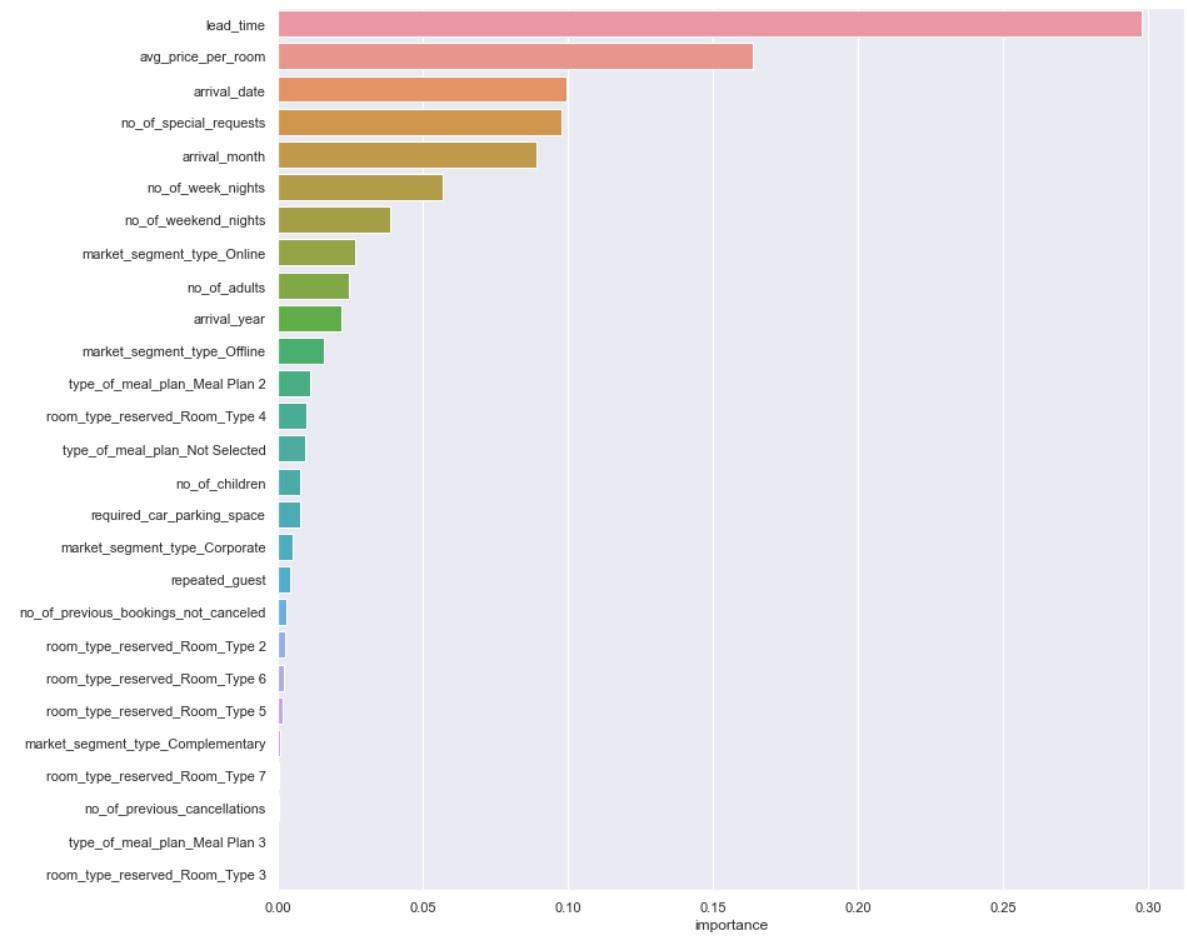 lead_time
avg_price_per_room
arrival_date
no_of_special_requests
arrival_month
no_of_week_nights
no_of_weekend_nights
market_segment_type_Online
no_of_adults
arrival_year
market_segment_type_Offline
type_of_meal_plan_Meal Plan 2
room_type_reserved_Room_Type 4
type_of_meal_plan_Not Selected
no_of_children
required_car_parking_space
market_segment_type_Corporate
repeated_guest
no_of_previous_bookings_not_canceled
room_type_reserved_Room_Type 2
room_type_reserved_Room_Type 6
room_type_reserved_Room_Type 5
market_segment_type_Complementary
room_type_reserved_Room_Type 7
no_of_previous_cancellations
type_of_meal_plan_Meal Plan 3
room_type_reserved_Room_Type 3
0.00 0.05 0.10 0.15 0.20 0.25 0.30
importance